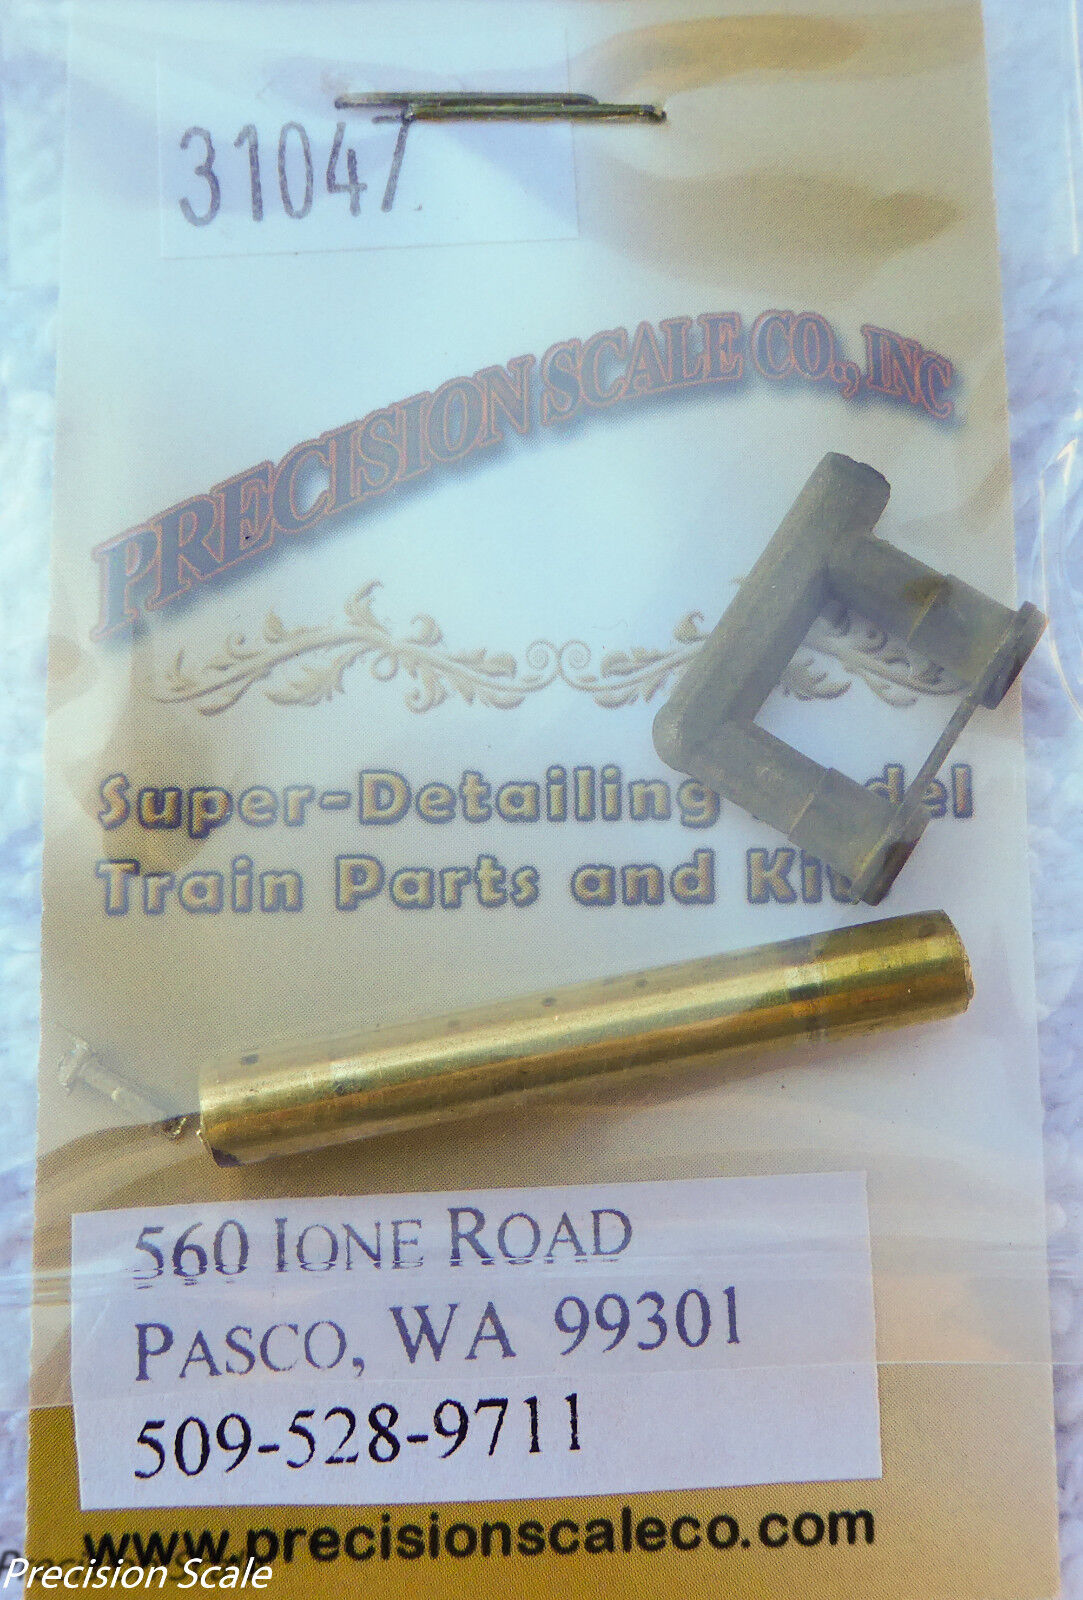 31047
PRECISION SCALE CO., INC
Super-Detailing
Train Parts and
560 IONE ROAD
PASCO, WA 99301
509-528-9711
www.precisionscaleco.com
Precision Scale